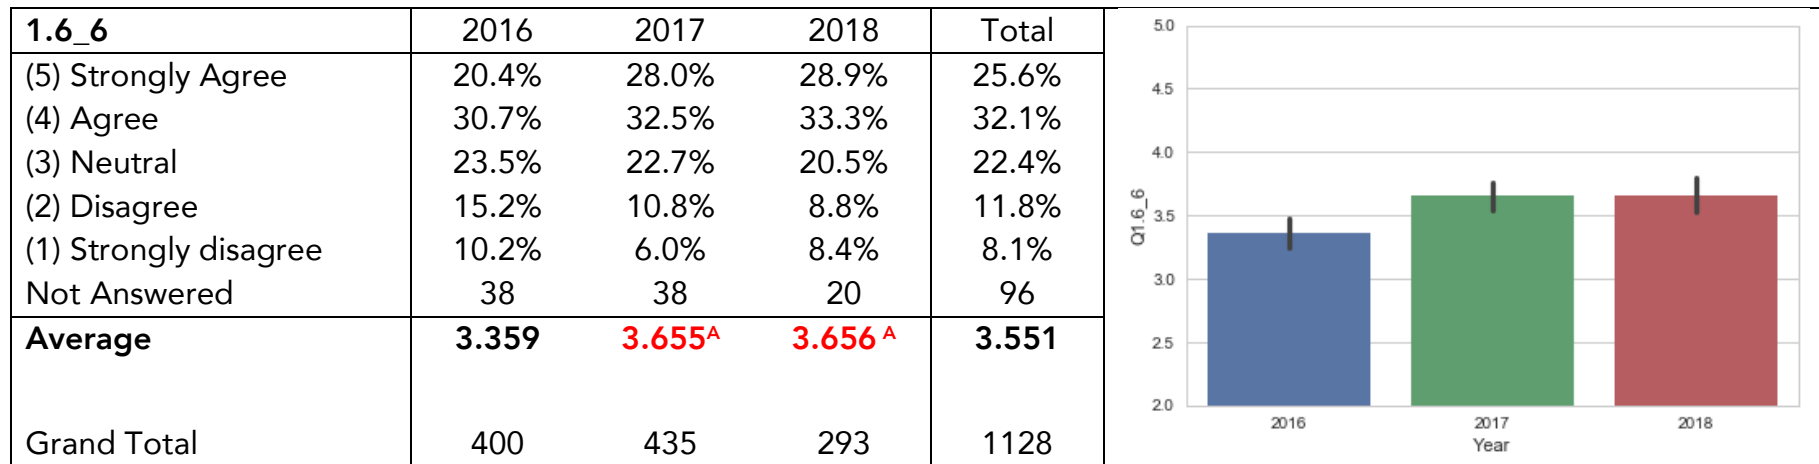 1.6_6 2016 2017 2018 Total
(5) Strongly Agree 20.4% 28.0% 28.9% 25.6%
(4) Agree 30.7% 32.5% 33.3% 32.1%
(3) Neutral 23.5% 22.7% 20.5% 22.4%
(2) Disagree 15.2% 10.8% 8.8% 11.8%
(1) Strongly disagree 10.2% 6.0% 8.4% 8.1%
Not Answered 38 38 20 96
Average 3.359 3.655ᴬ 3.656 ᴬ 3.551
Grand Total 400 435 293 1128
5.0
4.5
4.0
3.5
3.0
2.5
2.0
Q1.6_6
2016 2017 2018
Year